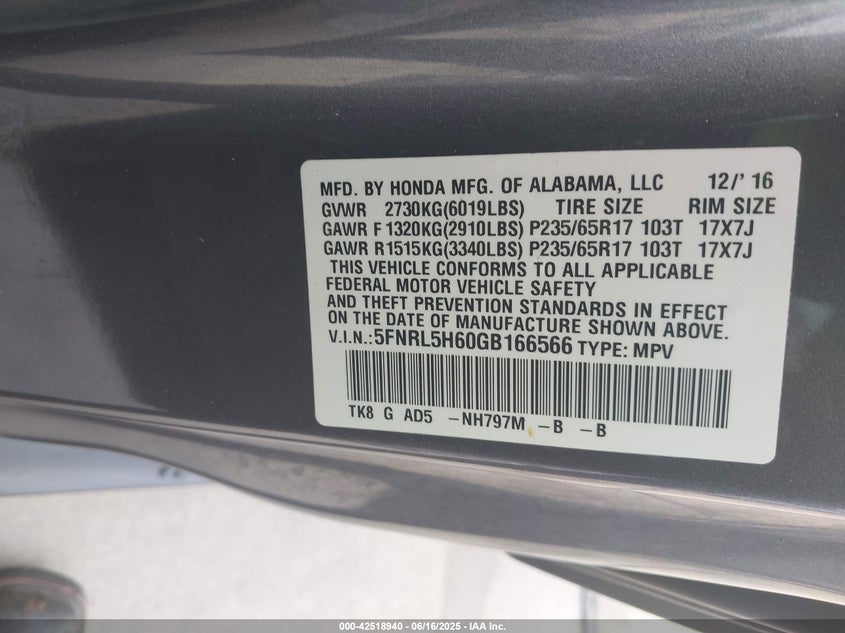 MFD. BY HONDA MFG. OF ALABAMA, LLC 12/' 16
GVWR 2730KG(6019LBS) TIRE SIZE RIM SIZE
GAWR F 1320KG(2910LBS) P235/65R17 103T 17X7J
GAWR R1515KG(3340LBS) P235/65R17 103T 17X7J
THIS VEHICLE CONFORMS TO ALL APPLICABLE
FEDERAL MOTOR VEHICLE SAFETY
AND THEFT PREVENTION STANDARDS IN EFFECT
ON THE DATE OF MANUFACTURE SHOWN ABOVE.
V.I.N.:5FNRL5H60GB166566 TYPE: MPV
TK8 G AD5 -NH797M -B -B
000-42518940 - 06/16/2025 - IAA Inc.